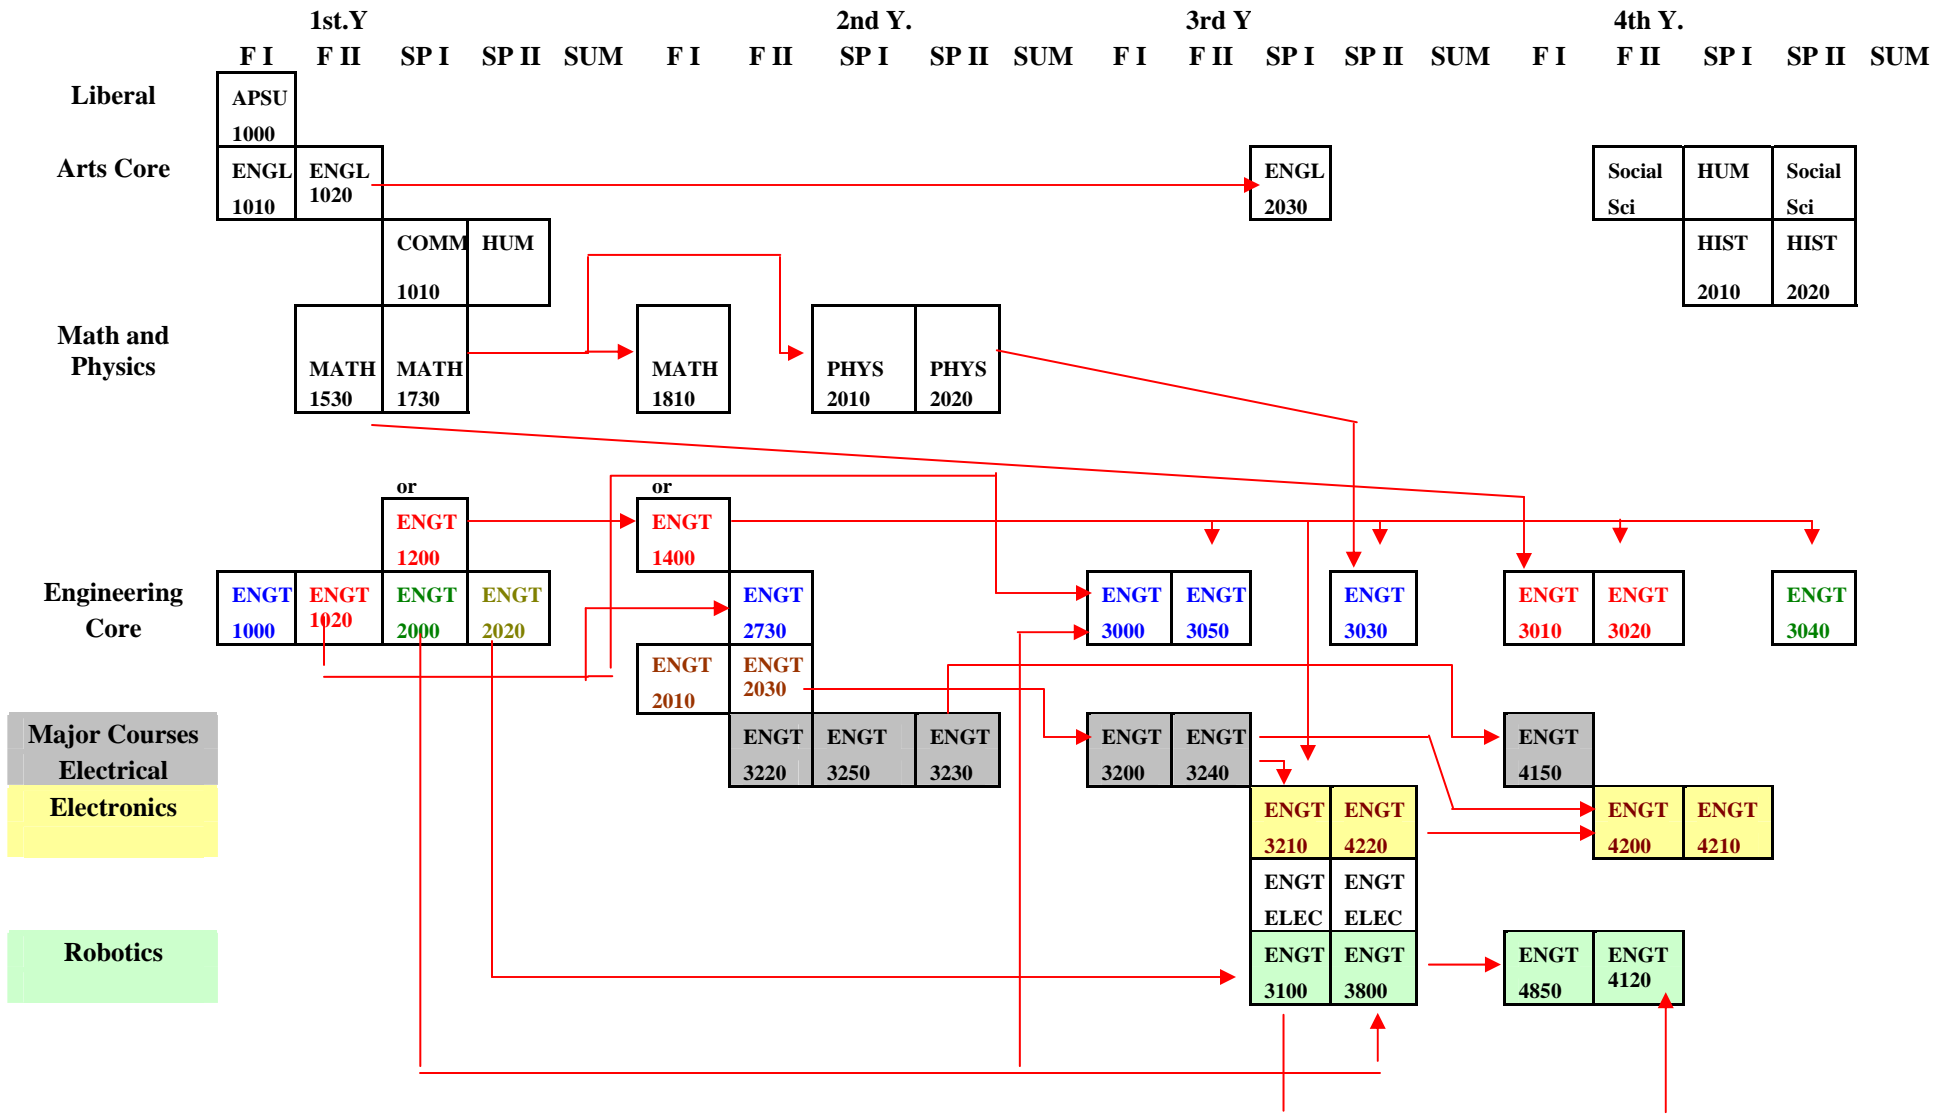 1st.Y 2nd Y. 3rd Y 4th Y.
F I F II SP I SP II SUM F I F II SP I SP II SUM F I F II SP I SP II SUM F I F II SP I SP II SUM
Liberal APSU
1000
Arts Core ENGL ENGL ENGL Social HUM Social
1010 1020 2030 Sci Sci
COMM HUM HIST HIST
1010 2010 2020
Math and
Physics MATH MATH MATH PHYS PHYS
1530 1730 1810 2010 2020
or or
ENGT ENGT
1200 1400
Engineering ENGT ENGT ENGT ENGT ENGT ENGT ENGT ENGT ENGT ENGT ENGT
Core 1000 1020 2000 2020 2730 3000 3050 3030 3010 3020 3040
ENGT ENGT
2010 2030
Major Courses ENGT ENGT ENGT ENGT ENGT ENGT
Electrical 3220 3250 3230 3200 3240 4150
Electronics ENGT ENGT ENGT ENGT
3210 4220 4200 4210
ENGT ENGT
ELEC ELEC
Robotics ENGT ENGT ENGT ENGT
3100 3800 4850 4120